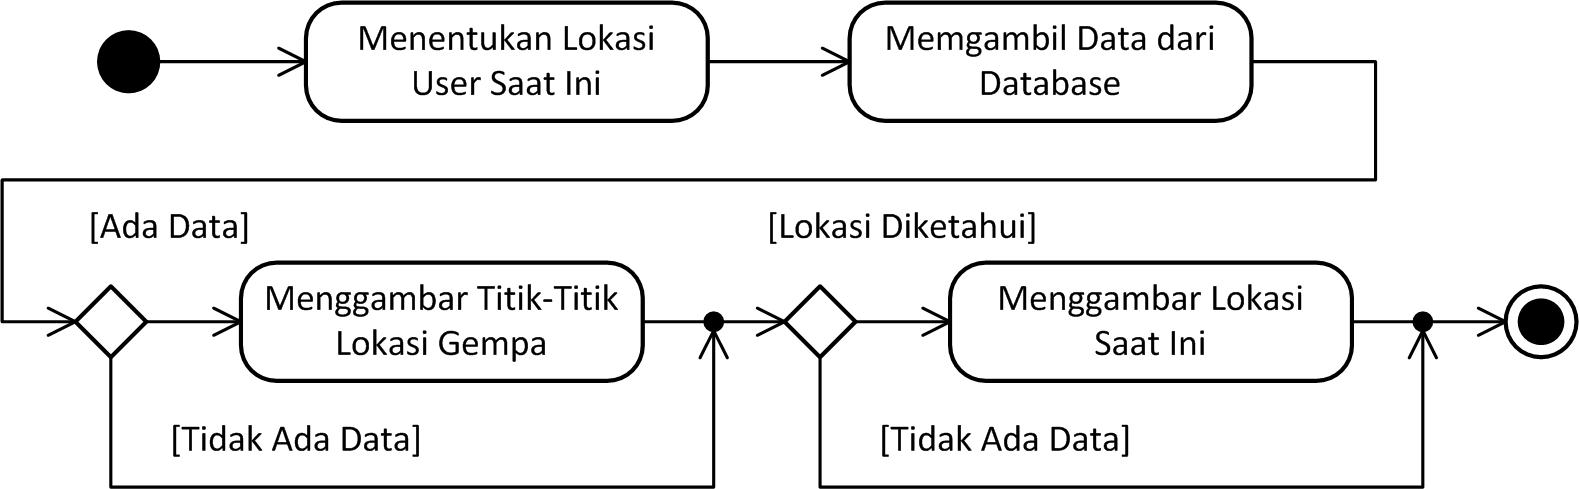 Menentukan Lokasi
User Saat Ini
Memgambil Data dari
Database
[Ada Data]
[Lokasi Diketahui]
Menggambar Titik-Titik
Lokasi Gempa
Menggambar Lokasi
Saat Ini
[Tidak Ada Data]
[Tidak Ada Data]